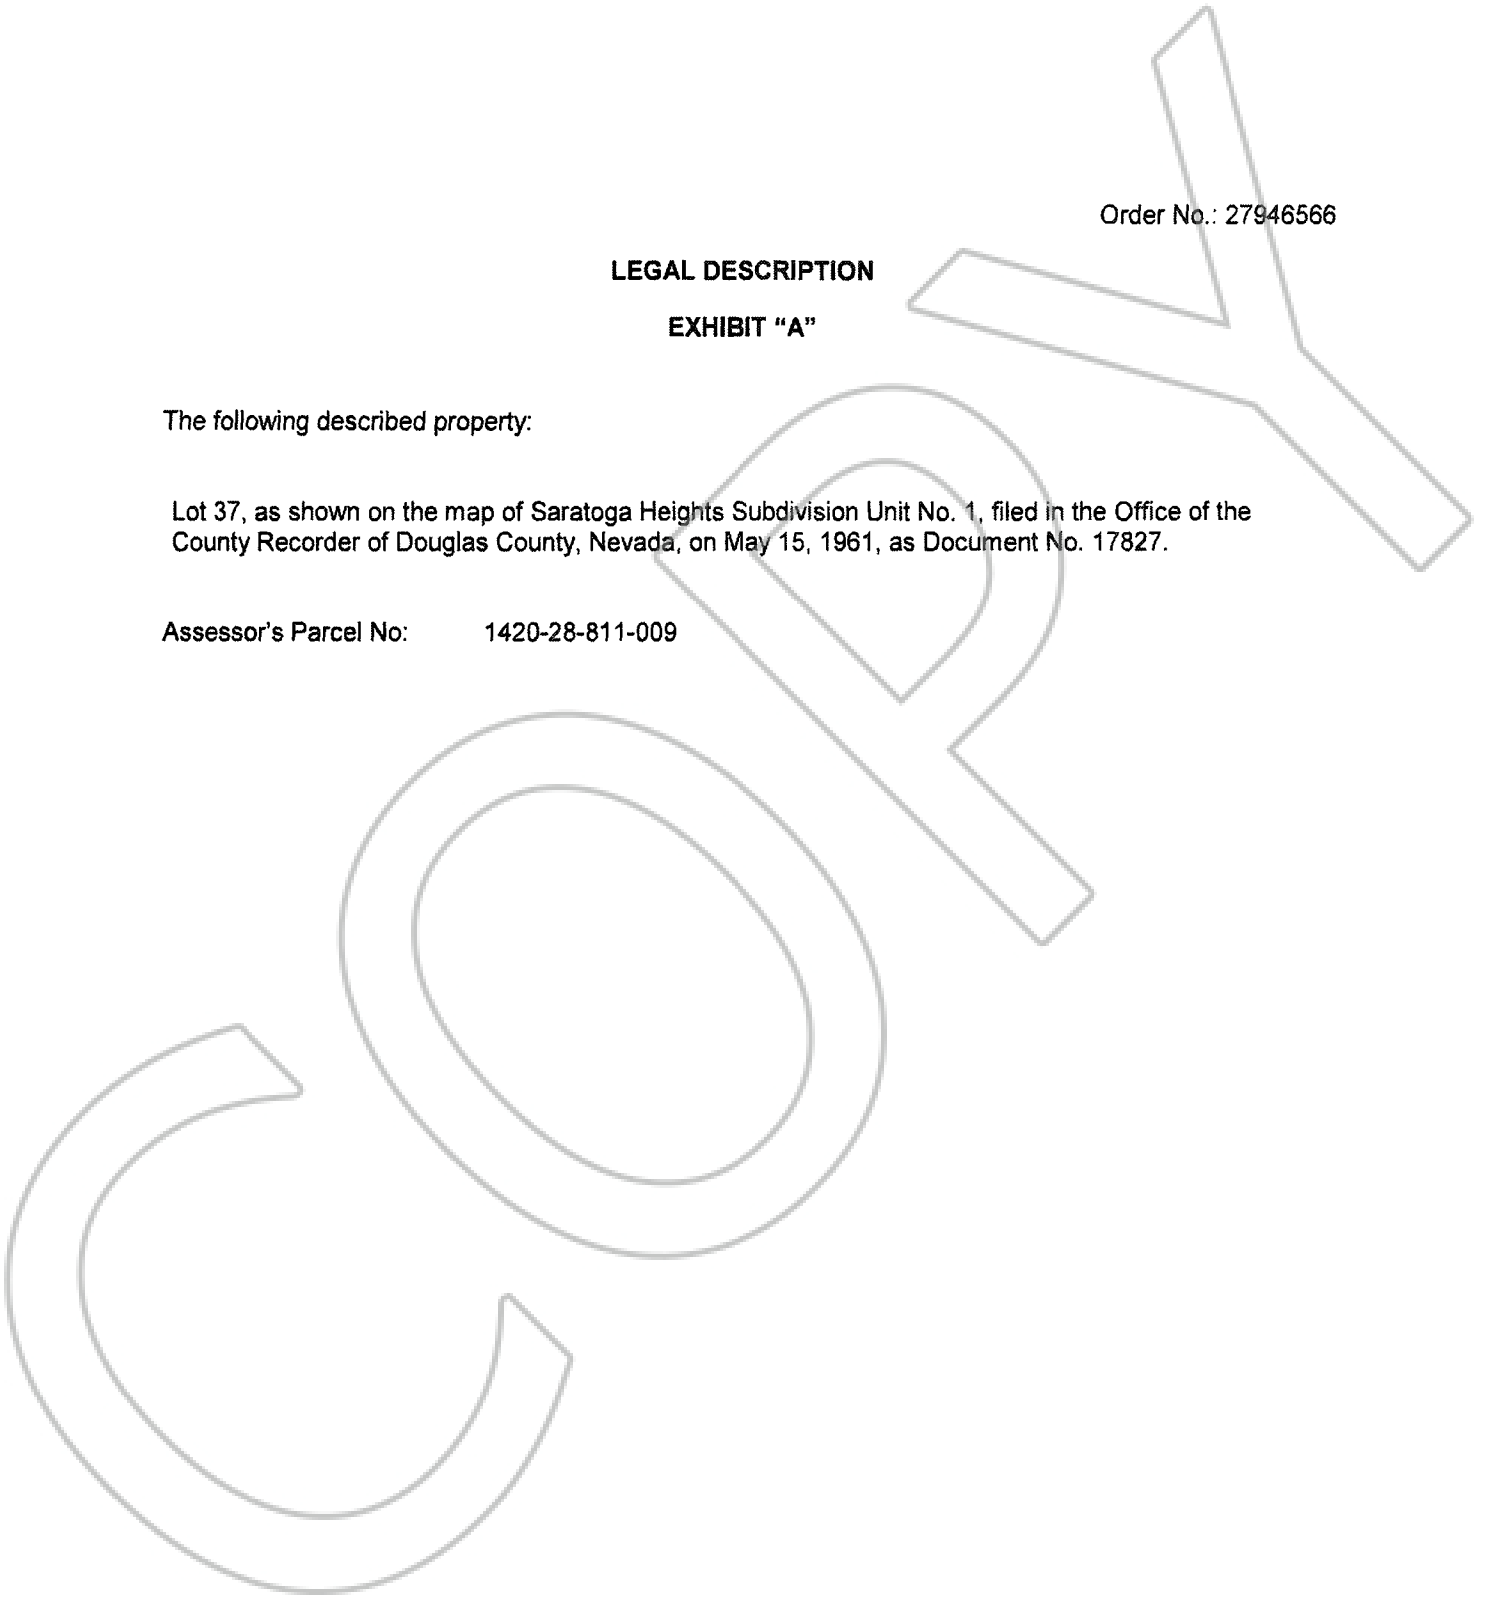 Order No.: 27946566
LEGAL DESCRIPTION
EXHIBIT “A”
The following described property:
Lot 37, as shown on the map of Saratoga Heights Subdivision Unit No. 1, filed in the Office of the
County Recorder of Douglas County, Nevada, on May 15, 1961, as Document No. 17827.
Assessor’s Parcel No: 1420-28-811-009
COPY